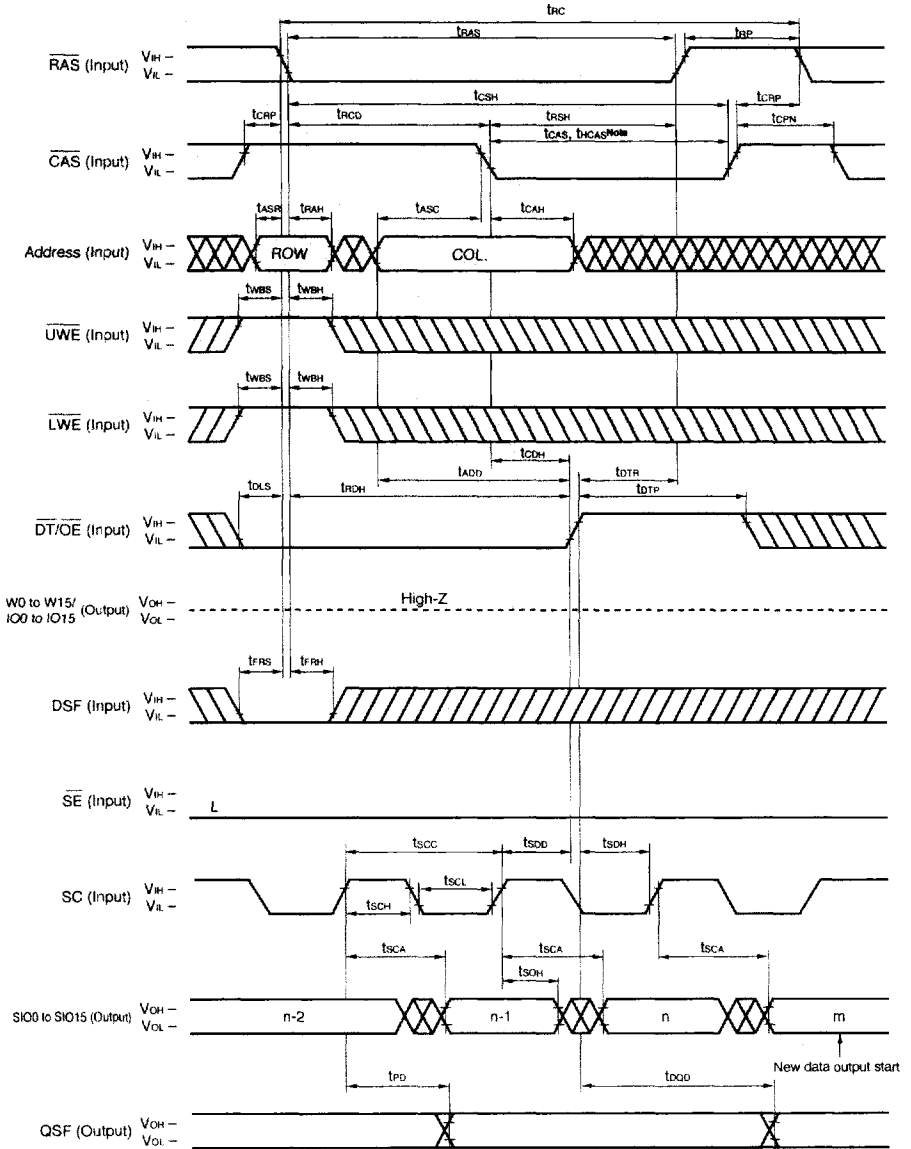 tRC
tRAS tRP
RAS (Input) VIH VIL
tCSH tCRP
tCRP tRCD tRSH tCPN
tCAS, tHCAS Note
CAS (Input) VIH VIL
tASR tRAH tASC tCAH
Address (Input) VIH VIL ROW COL.
tWBS tWBH
UWE (Input) VIH VIL
tWBS tWBH
LWE (Input) VIH VIL
tCDH
tADD tDTR
tDLS tRDH tDTP
DT/OE (Input) VIH VIL
W0 to W15/
IO0 to IO15 (Output) VOH VOL High-Z
tFRS tFRH
DSF (Input) VIH VIL
SE (Input) VIH VIL L
tSCC tSDD tSDH
SC (Input) VIH VIL tSCL
tSCH
tSCA tSCA tSCA
tSOH
SIO0 to SIO15 (Output) VOH VOL n-2 n-1 n m
New data output start
tPD tDQD
QSF (Output) VOH VOL